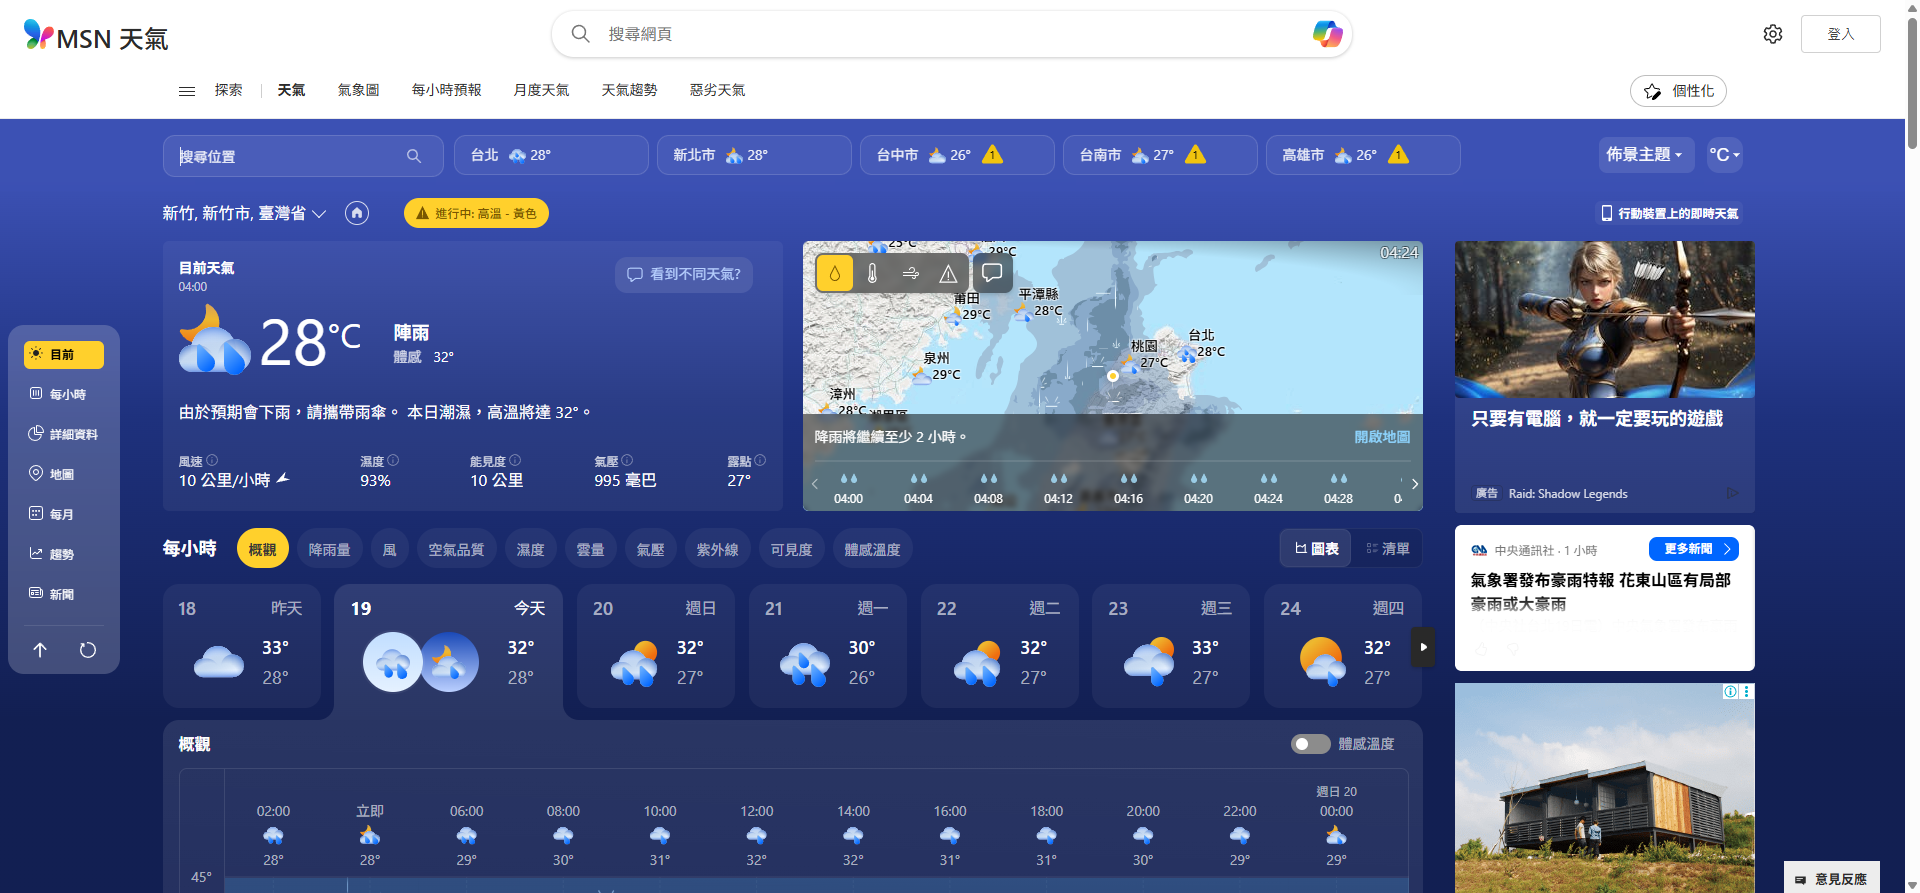 MSN 天氣
搜尋網頁
登入
探索
天氣
氣象圖
每小時預報
月度天氣
天氣趨勢
惡劣天氣
個性化
搜尋位置
台北 28°
新北市 28°
台中市 26° 1
台南市 27° 1
高雄市 26° 1
佈景主題
°C
新竹, 新竹市, 臺灣省
進行中: 高溫 - 黃色
行動裝置上的即時天氣
目前天氣
04:00
看到不同天氣?
28°C
陣雨
體感 32°
由於預期會下雨，請攜帶雨傘。 本日潮濕，高溫將達 32°。
風速
10 公里/小時
濕度
93%
能見度
10 公里
氣壓
995 毫巴
露點
27°
04:24
29°C
莆田
29°C
平潭縣
28°C
台北
28°C
桃園
27°C
泉州
29°C
漳州
28°C
降雨將繼續至少 2 小時。
開啟地圖
04:00
04:04
04:08
04:12
04:16
04:20
04:24
04:28
只要有電腦，就一定要玩的遊戲
廣告 Raid: Shadow Legends
目前
每小時
詳細資料
地圖
每月
趨勢
新聞
每小時
概觀
降雨量
風
空氣品質
濕度
雲量
氣壓
紫外線
可見度
體感溫度
圖表
清單
中央通訊社 · 1 小時
更多新聞
氣象署發布豪雨特報 花東山區有局部
豪雨或大豪雨
18 昨天
33°
28°
19 今天
32°
28°
20 週日
32°
27°
21 週一
30°
26°
22 週二
32°
27°
23 週三
33°
27°
24 週四
32°
27°
概觀
體感溫度
週日 20
02:00
立即
06:00
08:00
10:00
12:00
14:00
16:00
18:00
20:00
22:00
00:00
28°
28°
29°
30°
31°
32°
32°
31°
31°
30°
29°
29°
45°
意見反應